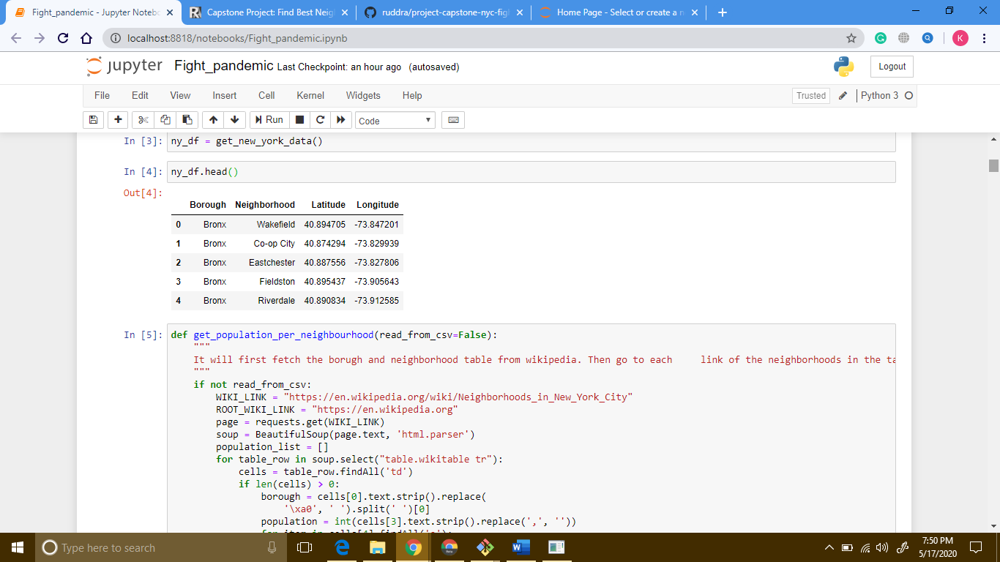 Fight_pandemic - Jupyter Notebo
Capstone Project: Find Best Neig
ruddra/project-capstone-nyc-figl
Home Page - Select or create a n
localhost:8818/notebooks/Fight_pandemic.ipynb
K
jupyter Fight_pandemic Last Checkpoint: an hour ago (autosaved)
Logout
File Edit View Insert Cell Kernel Widgets Help
Trusted Python 3
Run Code
In [3]: ny_df = get_new_york_data()
In [4]: ny_df.head()
Out[4]:
Borough Neighborhood Latitude Longitude
0 Bronx Wakefield 40.894705 -73.847201
1 Bronx Co-op City 40.874294 -73.829939
2 Bronx Eastchester 40.887556 -73.827806
3 Bronx Fieldston 40.895437 -73.905643
4 Bronx Riverdale 40.890834 -73.912585
In [5]: def get_population_per_neighbourhood(read_from_csv=False):
"""
It will first fetch the borugh and neighborhood table from wikipedia. Then go to each     link of the neighborhoods in the ta
"""
if not read_from_csv:
WIKI_LINK = "https://en.wikipedia.org/wiki/Neighborhoods_in_New_York_City"
ROOT_WIKI_LINK = "https://en.wikipedia.org"
page = requests.get(WIKI_LINK)
soup = BeautifulSoup(page.text, 'html.parser')
population_list = []
for table_row in soup.select("table.wikitable tr"):
cells = table_row.findAll('td')
if len(cells) > 0:
borough = cells[0].text.strip().replace(
'\xa0', ' ').split(' ')[0]
population = int(cells[3].text.strip().replace(',', ''))
for item in cells[4].findAll('a'):
Type here to search
7:50 PM
5/17/2020